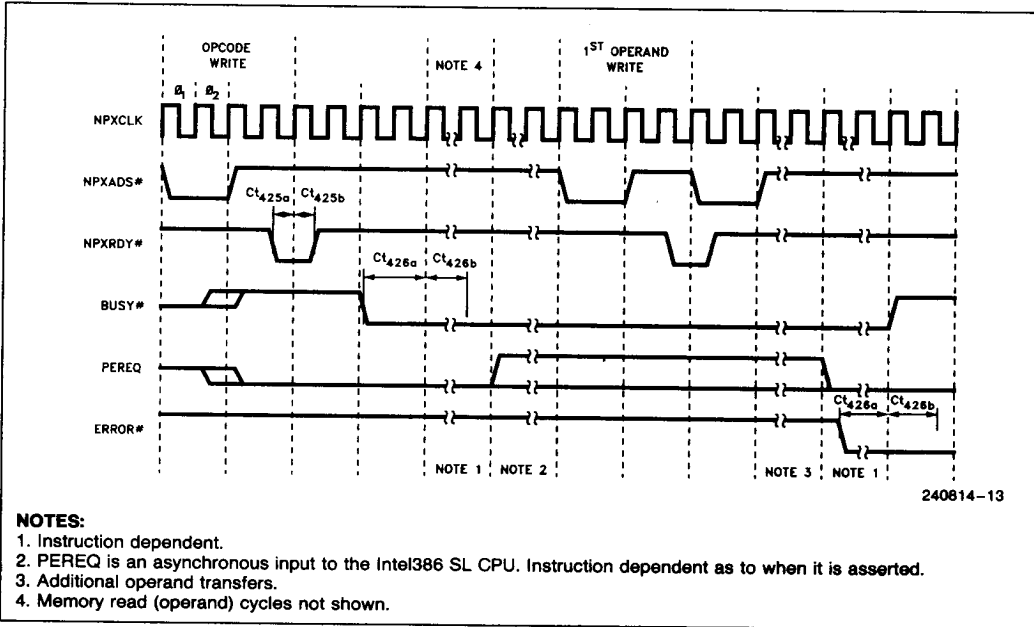 OPCODE
WRITE
NOTE 4
1ST OPERAND
WRITE
Ø1 Ø2
NPXCLK
NPXADS#
Ct425a Ct425b
NPXRDY#
Ct426a Ct426b
BUSY#
PEREQ
Ct426a Ct426b
ERROR#
NOTE 1 NOTE 2 NOTE 3 NOTE 1
240814–13
NOTES:
1. Instruction dependent.
2. PEREQ is an asynchronous input to the Intel386 SL CPU. Instruction dependent as to when it is asserted.
3. Additional operand transfers.
4. Memory read (operand) cycles not shown.